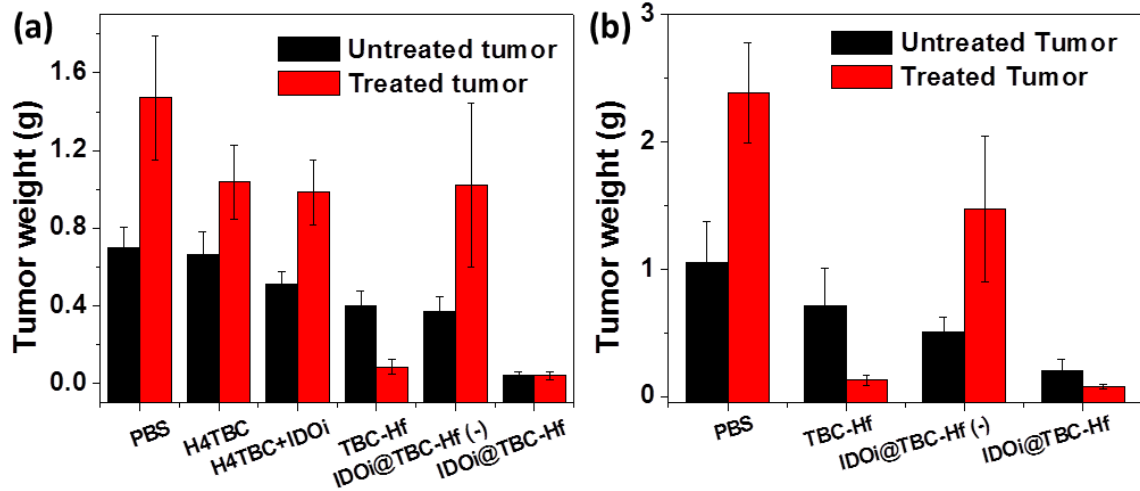 (a)
Untreated tumor
Treated tumor
Tumor weight (g)
1.6
1.2
0.8
0.4
0.0
PBS
H4TBC
H4TBC+IDOi
TBC-Hf
IDOi@TBC-Hf (-)
IDOi@TBC-Hf
(b)
Untreated Tumor
Treated Tumor
Tumor weight (g)
3
2
1
0
PBS
TBC-Hf
IDOi@TBC-Hf (-)
IDOi@TBC-Hf